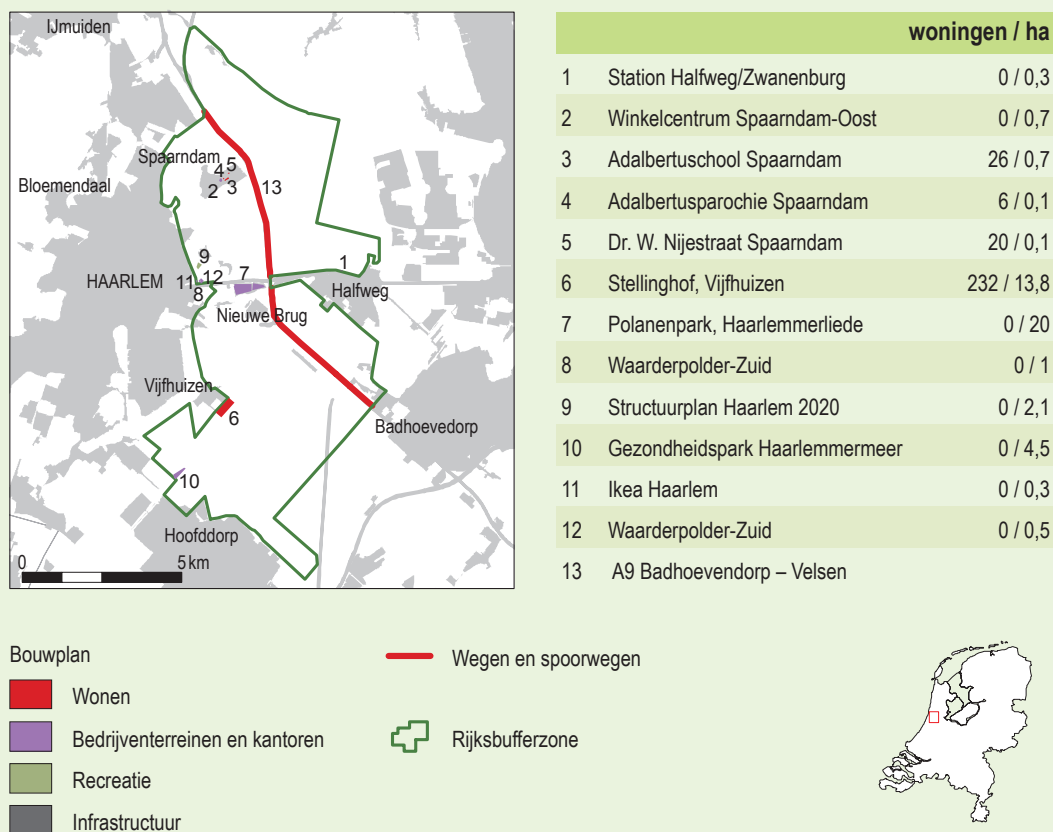 IJmuiden
Spaarndam
5
4
3
2
13
Bloemendaal
9
1
HAARLEM
11
12
7
8
Halfweg
Nieuwe Brug
Vijfhuizen
6
Badhoevedorp
10
Hoofddorp
0 5 km
woningen / ha
1 Station Halfweg/Zwanenburg 0 / 0,3
2 Winkelcentrum Spaarndam-Oost 0 / 0,7
3 Adalbertuschool Spaarndam 26 / 0,7
4 Adalbertusparochie Spaarndam 6 / 0,1
5 Dr. W. Nijestraat Spaarndam 20 / 0,1
6 Stellinghof, Vijfhuizen 232 / 13,8
7 Polanenpark, Haarlemmerliede 0 / 20
8 Waarderpolder-Zuid 0 / 1
9 Structuurplan Haarlem 2020 0 / 2,1
10 Gezondheidspark Haarlemmermeer 0 / 4,5
11 Ikea Haarlem 0 / 0,3
12 Waarderpolder-Zuid 0 / 0,5
13 A9 Badhoevendorp – Velsen
Bouwplan
Wonen
Bedrijventerreinen en kantoren
Recreatie
Infrastructuur
Wegen en spoorwegen
Rijksbufferzone